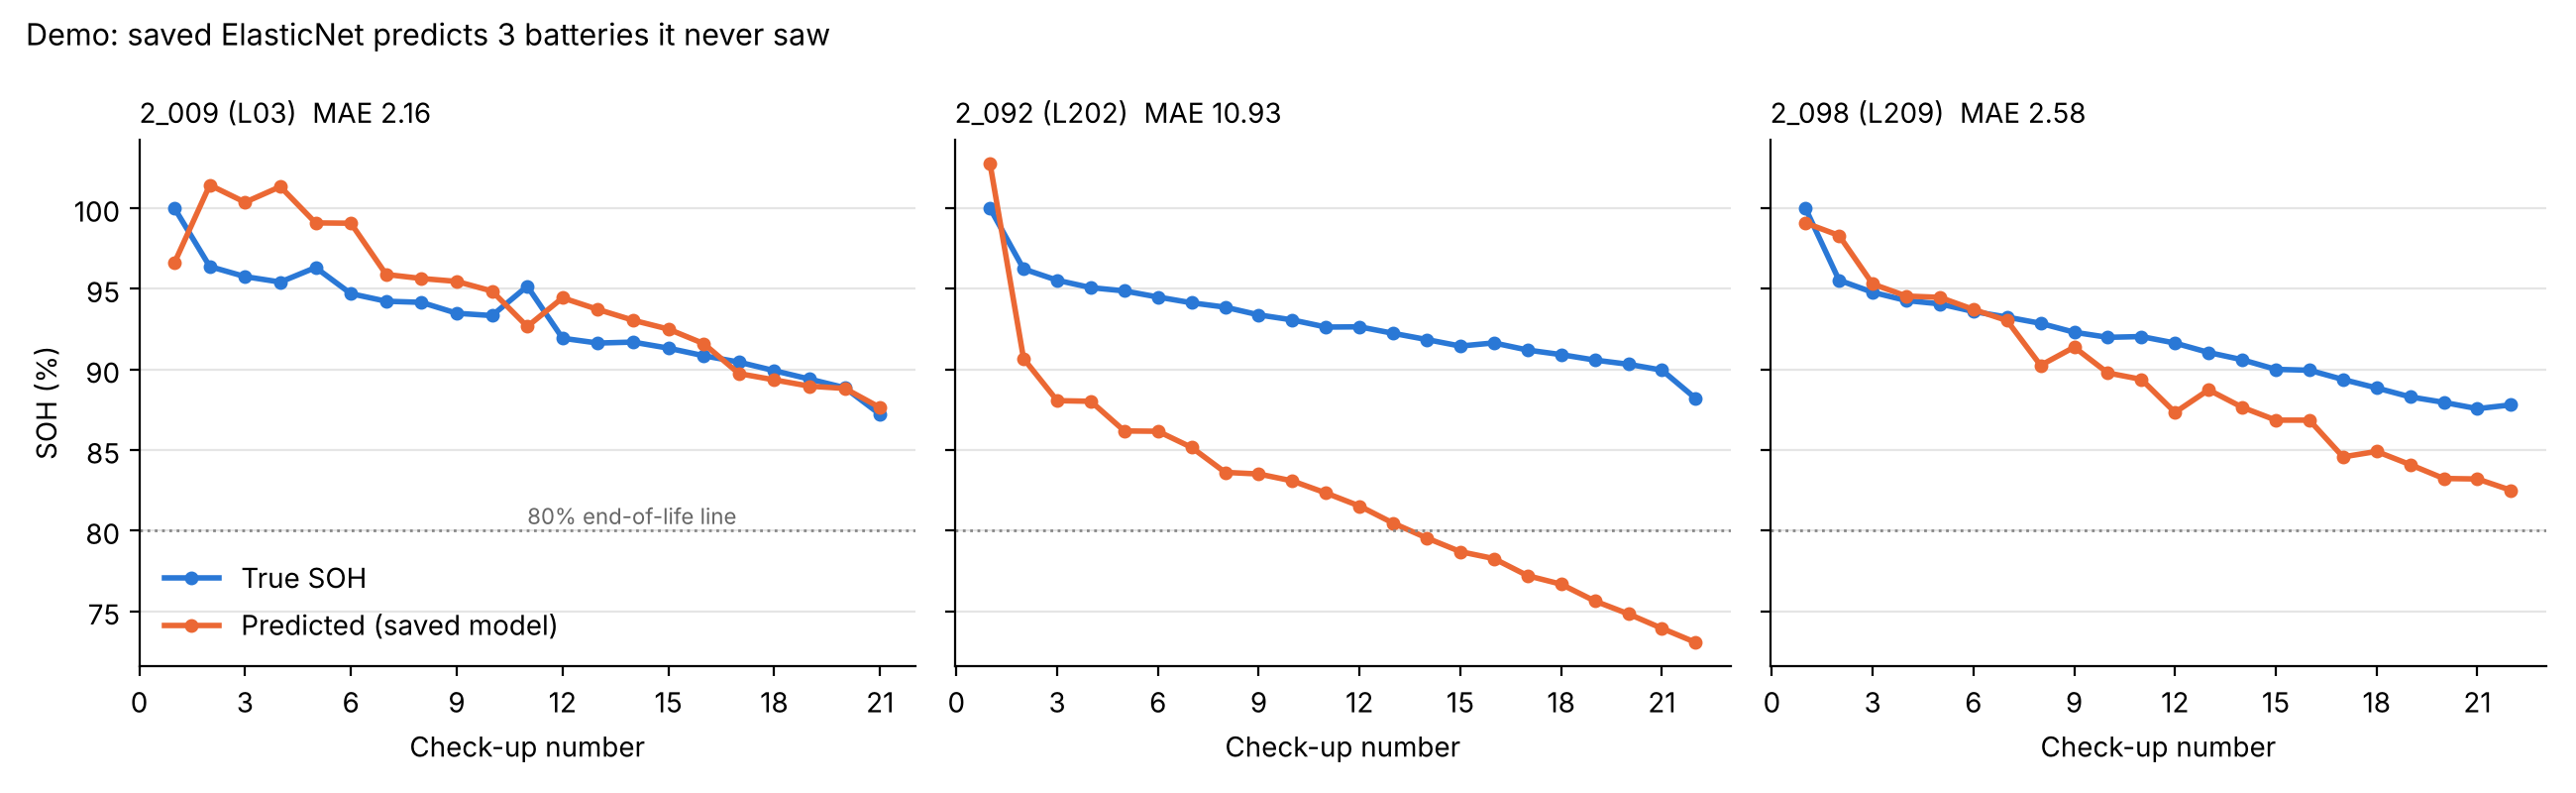 Demo: saved ElasticNet predicts 3 batteries it never saw
2_009 (L03)  MAE 2.16
2_092 (L202)  MAE 10.93
2_098 (L209)  MAE 2.58
SOH (%)
100
95
90
85
80
75
80% end-of-life line
True SOH
Predicted (saved model)
0 3 6 9 12 15 18 21
0 3 6 9 12 15 18 21
0 3 6 9 12 15 18 21
Check-up number
Check-up number
Check-up number